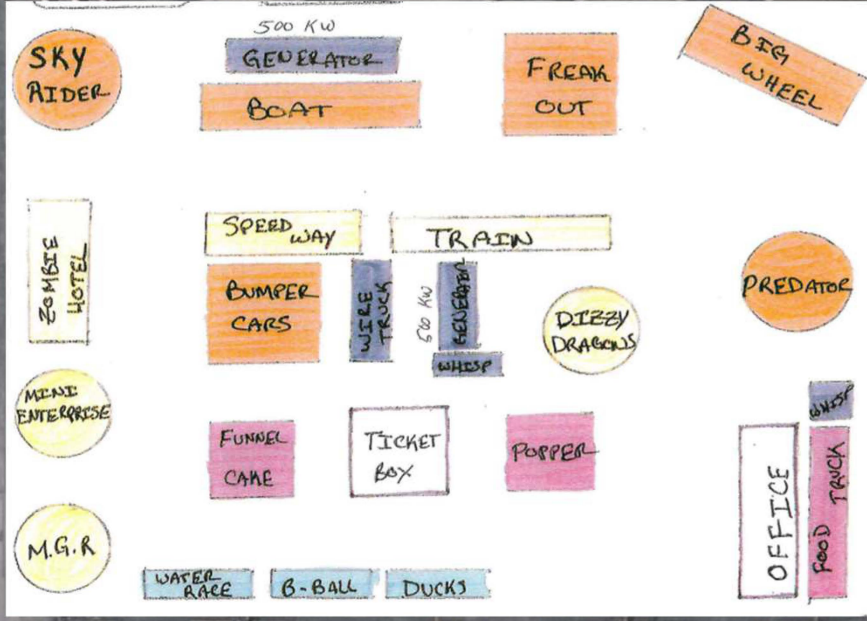 500 KW
SKY
RIDER
GENERATOR
BOAT
FREAK
OUT
BIG
WHEEL
ZOMBIE
HOTEL
SPEED
WAY
TRAIN
BUMPER
CARS
WIRE
TRUCK
500 KW
GENERATOR
WHISP
DIZZY
DRAGONS
PREDATOR
MINI
ENTERPRISE
FUNNEL
CAKE
TICKET
BOX
POPPER
WHISP
OFFICE
FOOD TRUCK
M.G.R
WATER
RACE
B-BALL
DUCKS